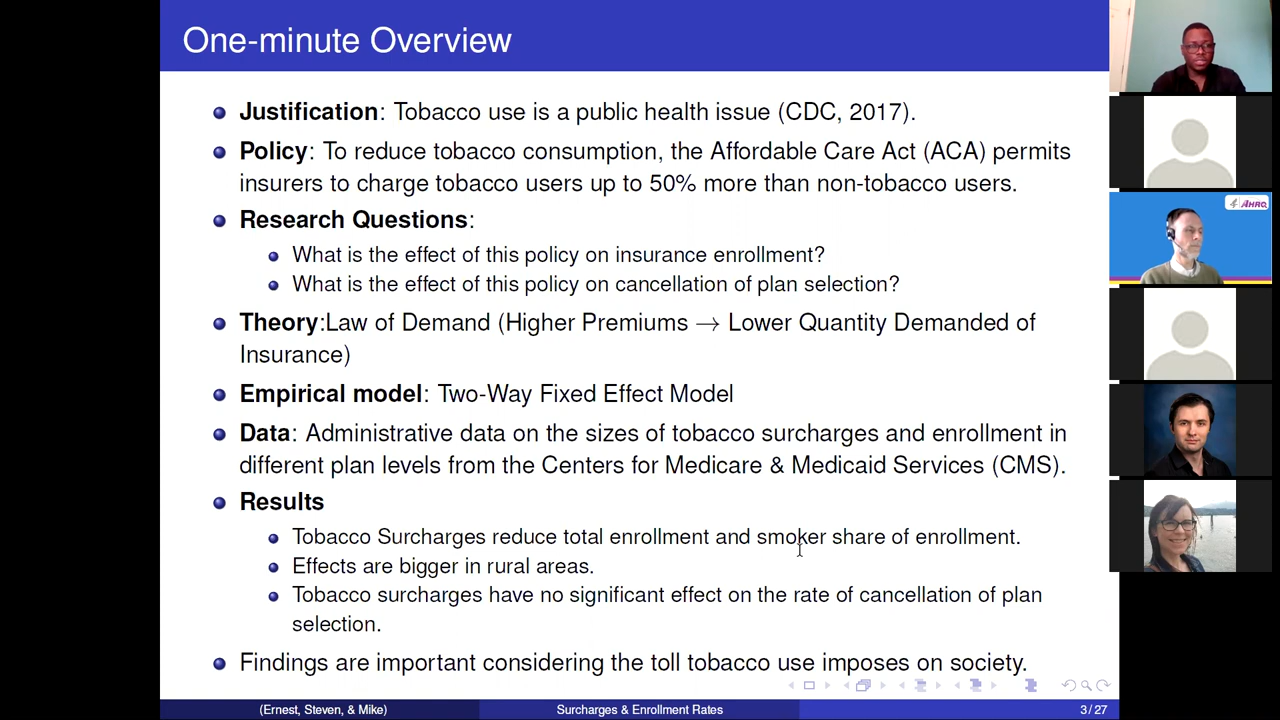 One-minute Overview
Justification: Tobacco use is a public health issue (CDC, 2017).
Policy: To reduce tobacco consumption, the Affordable Care Act (ACA) permits
insurers to charge tobacco users up to 50% more than non-tobacco users.
Research Questions:
What is the effect of this policy on insurance enrollment?
What is the effect of this policy on cancellation of plan selection?
Theory:Law of Demand (Higher Premiums → Lower Quantity Demanded of
Insurance)
Empirical model: Two-Way Fixed Effect Model
Data: Administrative data on the sizes of tobacco surcharges and enrollment in
different plan levels from the Centers for Medicare & Medicaid Services (CMS).
Results
Tobacco Surcharges reduce total enrollment and smoker share of enrollment.
Effects are bigger in rural areas.
Tobacco surcharges have no significant effect on the rate of cancellation of plan
selection.
Findings are important considering the toll tobacco use imposes on society.
(Ernest, Steven, & Mike)
Surcharges & Enrollment Rates
3 / 27
AHRQ